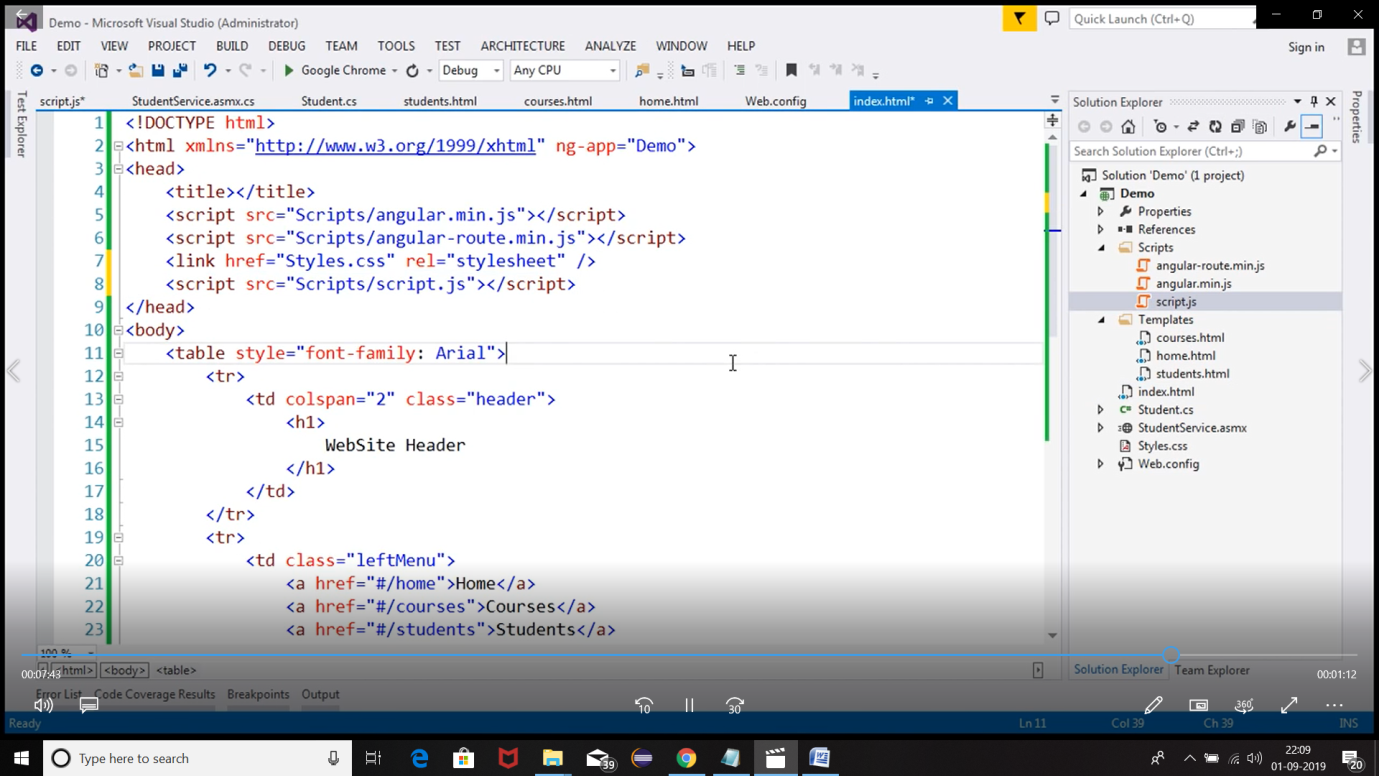 Demo - Microsoft Visual Studio (Administrator)
Quick Launch (Ctrl+Q)
FILE EDIT VIEW PROJECT BUILD DEBUG TEAM TOOLS TEST ARCHITECTURE ANALYZE WINDOW HELP
Sign in
Google Chrome Debug Any CPU
Test Explorer
script.js* StudentService.asmx.cs Student.cs students.html courses.html home.html Web.config index.html*
1 <!DOCTYPE html>
2 <html xmlns="http://www.w3.org/1999/xhtml" ng-app="Demo">
3 <head>
4 <title></title>
5 <script src="Scripts/angular.min.js"></script>
6 <script src="Scripts/angular-route.min.js"></script>
7 <link href="Styles.css" rel="stylesheet" />
8 <script src="Scripts/script.js"></script>
9 </head>
10 <body>
11 <table style="font-family: Arial">
12 <tr>
13 <td colspan="2" class="header">
14 <h1>
15 WebSite Header
16 </h1>
17 </td>
18 </tr>
19 <tr>
20 <td class="leftMenu">
21 <a href="#/home">Home</a>
22 <a href="#/courses">Courses</a>
23 <a href="#/students">Students</a>
100 %
<html> <body> <table>
Solution Explorer
Search Solution Explorer (Ctrl+;)
Solution 'Demo' (1 project)
Demo
Properties
References
Scripts
angular-route.min.js
angular.min.js
script.js
Templates
courses.html
home.html
students.html
index.html
Student.cs
StudentService.asmx
Styles.css
Web.config
Solution Explorer Team Explorer
Properties
00:07:43
00:01:12
Error List Code Coverage Results Breakpoints Output
10 30 360
Ready Ln 11 Col 39 Ch 39 INS
Type here to search
39
22:09
01-09-2019
20